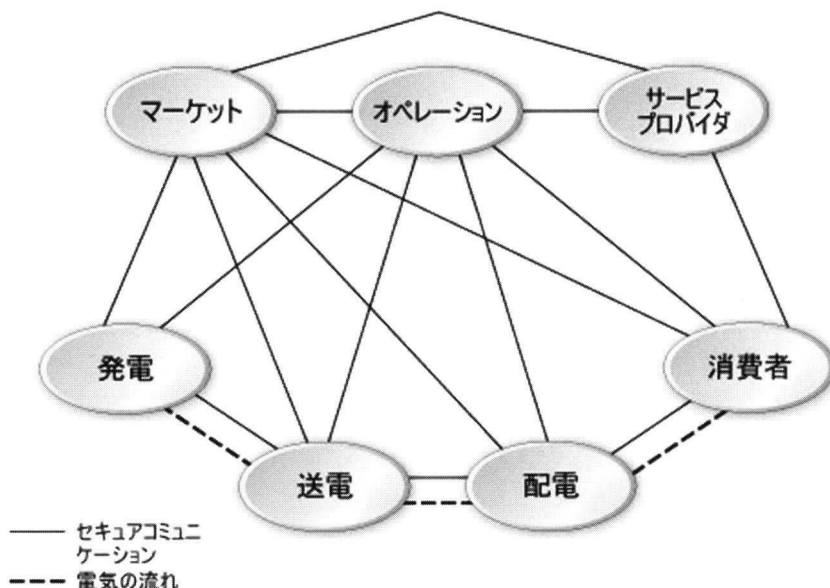 マーケット
オペレーション
サービス
プロバイダ
発電
消費者
送電
配電
セキュアコミュニ
ケーション
電気の流れ